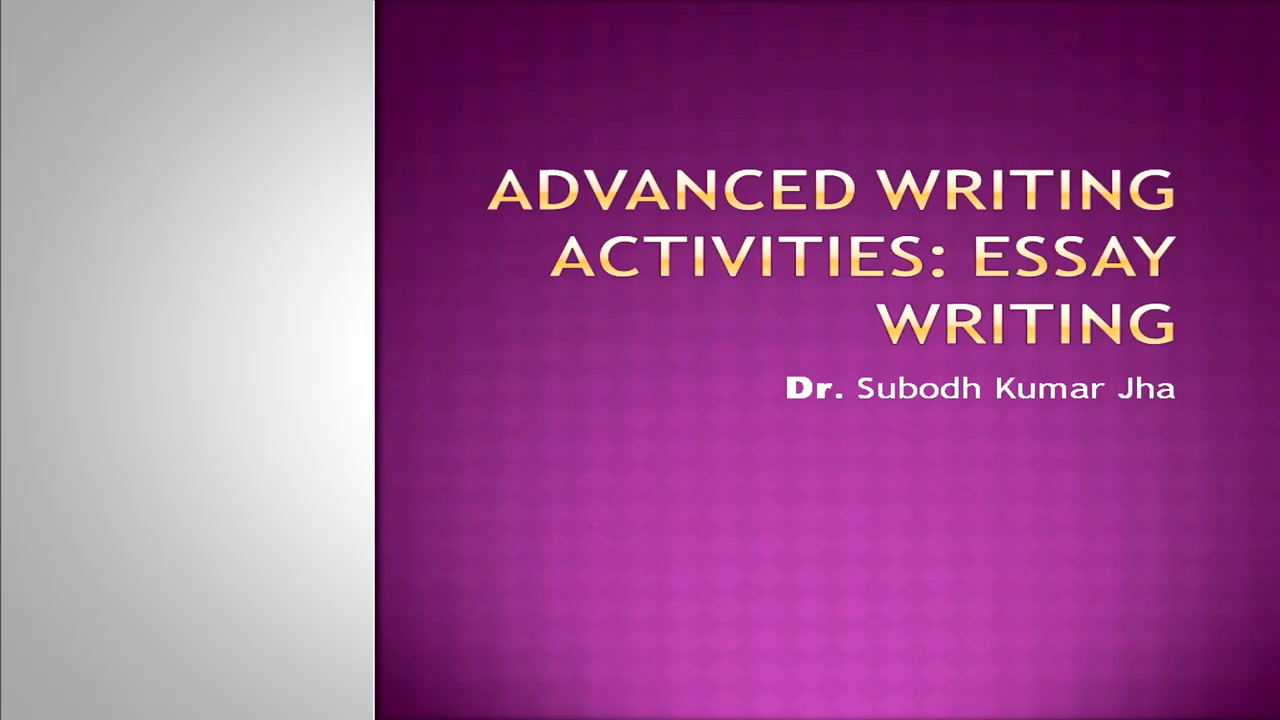 ADVANCED WRITING
ACTIVITIES: ESSAY
WRITING
Dr. Subodh Kumar Jha